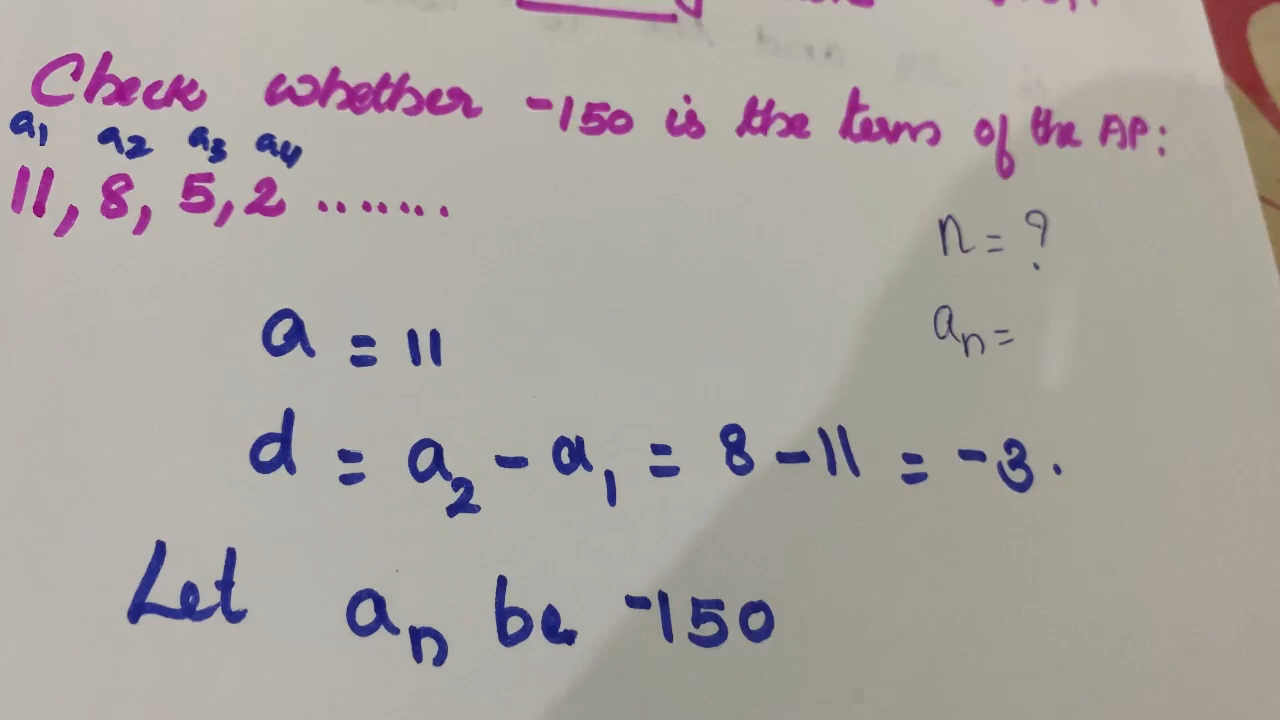 Check whether -150 is the term of the AP:
a1 a2 a3 a4
11, 8, 5, 2 .......
n = ?
an =
a = 11
d = a2 - a1 = 8 - 11 = -3.
Let an be -150